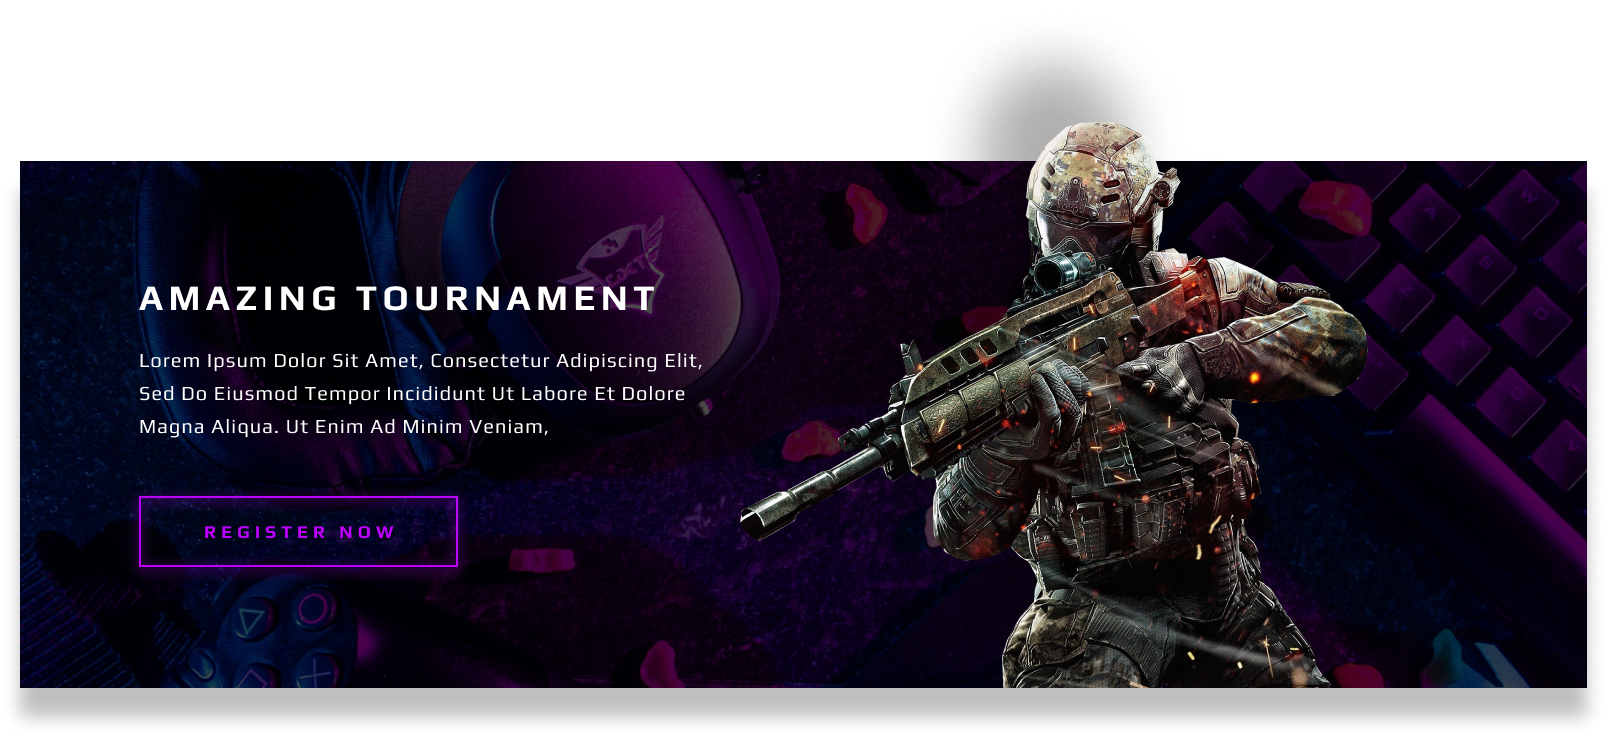 AMAZING TOURNAMENT
Lorem Ipsum Dolor Sit Amet, Consectetur Adipiscing Elit,
Sed Do Eiusmod Tempor Incididunt Ut Labore Et Dolore
Magna Aliqua. Ut Enim Ad Minim Veniam,
REGISTER NOW